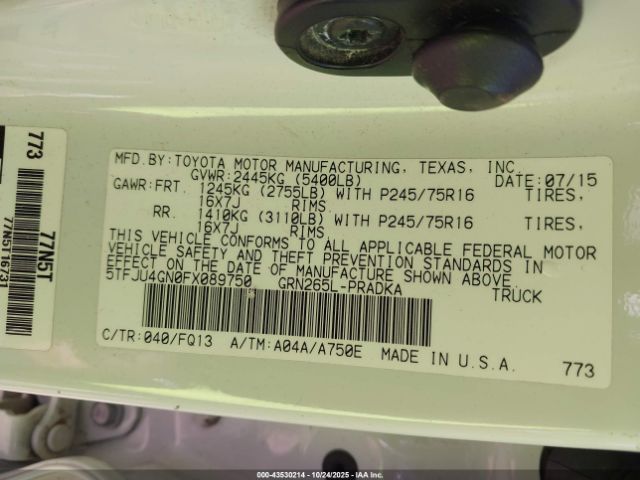 MFD.BY:TOYOTA MOTOR MANUFACTURING, TEXAS, INC.
GVWR:2445KG (5400LB) DATE:07/15
GAWR:FRT. 1245KG (2755LB) WITH P245/75R16 TIRES,
16X7J RIMS
RR. 1410KG (3110LB) WITH P245/75R16 TIRES,
16X7J RIMS
THIS VEHICLE CONFORMS TO ALL APPLICABLE FEDERAL MOTOR
VEHICLE SAFETY AND THEFT PREVENTION STANDARDS IN
EFFECT ON THE DATE OF MANUFACTURE SHOWN ABOVE.
5TFJU4GN0FX089750 GRN265L-PRADKA TRUCK
C/TR:040/FQ13 A/TM:A04A/A750E MADE IN U.S.A. 773
773
77N5T
77N5T16731
000-43530214 - 10/24/2025 - IAAI.com